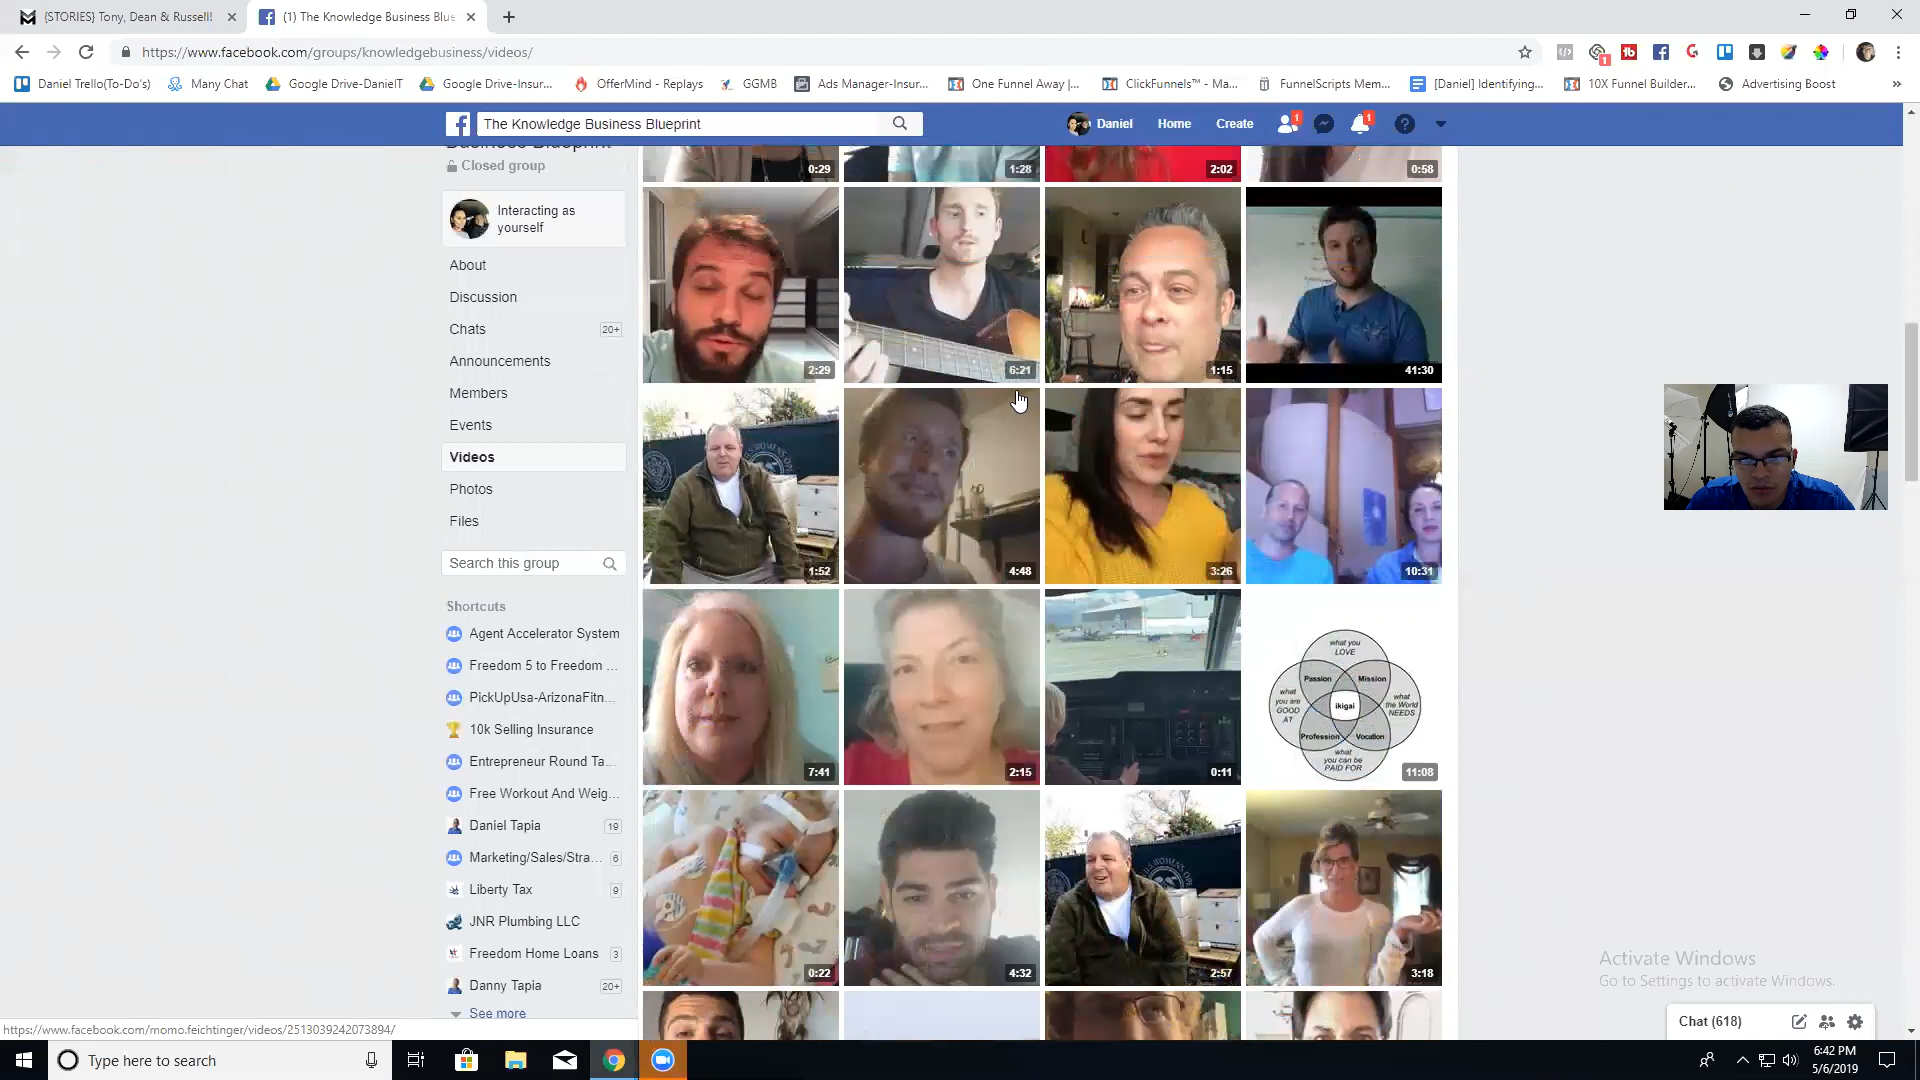 {STORIES} Tony, Dean & Russell!
(1) The Knowledge Business Blue
https://www.facebook.com/groups/knowledgebusiness/videos/
Daniel Trello(To-Do's)
Many Chat
Google Drive-DanielT
Google Drive-Insur...
OfferMind - Replays
GGMB
Ads Manager-Insur...
One Funnel Away |...
ClickFunnels™ - Ma...
FunnelScripts Mem...
[Daniel] Identifying...
10X Funnel Builder...
Advertising Boost
The Knowledge Business Blueprint
Daniel
Home
Create
1
1
Business Blueprint
Closed group
Interacting as
yourself
About
Discussion
Chats 20+
Announcements
Members
Events
Videos
Photos
Files
Search this group
Shortcuts
Agent Accelerator System
Freedom 5 to Freedom ...
PickUpUsa-ArizonaFitn...
10k Selling Insurance
Entrepreneur Round Ta...
Free Workout And Weig...
Daniel Tapia 19
Marketing/Sales/Stra... 6
Liberty Tax 9
JNR Plumbing LLC
Freedom Home Loans 3
Danny Tapia 20+
See more
0:29
1:28
2:02
0:58
2:29
6:21
1:15
41:30
1:52
4:48
3:26
10:31
7:41
2:15
0:11
what you
LOVE
Passion
Mission
what
you are
GOOD
AT
ikigai
what
the World
NEEDS
Profession
Vocation
what
you can be
PAID FOR
11:08
0:22
4:32
2:57
3:18
Activate Windows
Go to Settings to activate Windows.
Chat (618)
https://www.facebook.com/momo.feichtinger/videos/2513039242073894/
Type here to search
6:42 PM
5/6/2019